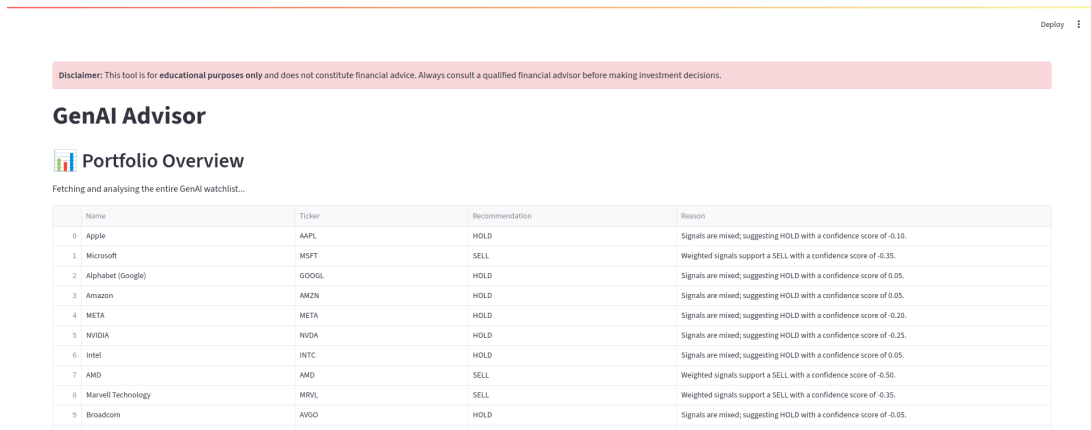 Deploy
Disclaimer: This tool is for educational purposes only and does not constitute financial advice. Always consult a qualified financial advisor before making investment decisions.
GenAI Advisor
📊 Portfolio Overview
Fetching and analysing the entire GenAI watchlist...
Name Ticker Recommendation Reason
0 Apple AAPL HOLD Signals are mixed; suggesting HOLD with a confidence score of -0.10.
1 Microsoft MSFT SELL Weighted signals support a SELL with a confidence score of -0.35.
2 Alphabet (Google) GOOGL HOLD Signals are mixed; suggesting HOLD with a confidence score of 0.05.
3 Amazon AMZN HOLD Signals are mixed; suggesting HOLD with a confidence score of 0.05.
4 META META HOLD Signals are mixed; suggesting HOLD with a confidence score of -0.20.
5 NVIDIA NVDA HOLD Signals are mixed; suggesting HOLD with a confidence score of -0.25.
6 Intel INTC HOLD Signals are mixed; suggesting HOLD with a confidence score of 0.05.
7 AMD AMD SELL Weighted signals support a SELL with a confidence score of -0.50.
8 Marvell Technology MRVL SELL Weighted signals support a SELL with a confidence score of -0.35.
9 Broadcom AVGO HOLD Signals are mixed; suggesting HOLD with a confidence score of -0.05.